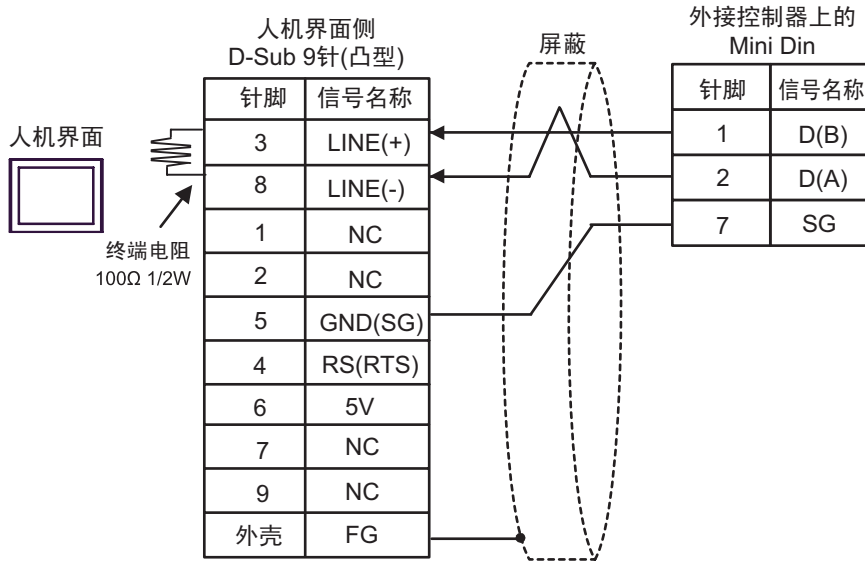 人机界面侧
D-Sub 9针(凸型)
屏蔽
外接控制器上的
Mini Din
人机界面
针脚 信号名称
3 LINE(+)
8 LINE(-)
1 NC
2 NC
5 GND(SG)
4 RS(RTS)
6 5V
7 NC
9 NC
外壳 FG
终端电阻
100Ω 1/2W
针脚 信号名称
1 D(B)
2 D(A)
7 SG